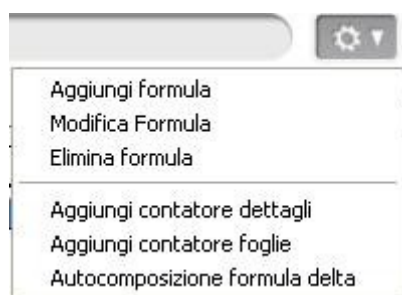 Aggiungi formula
Modifica Formula
Elimina formula
Aggiungi contatore dettagli
Aggiungi contatore foglie
Autocomposizione formula delta